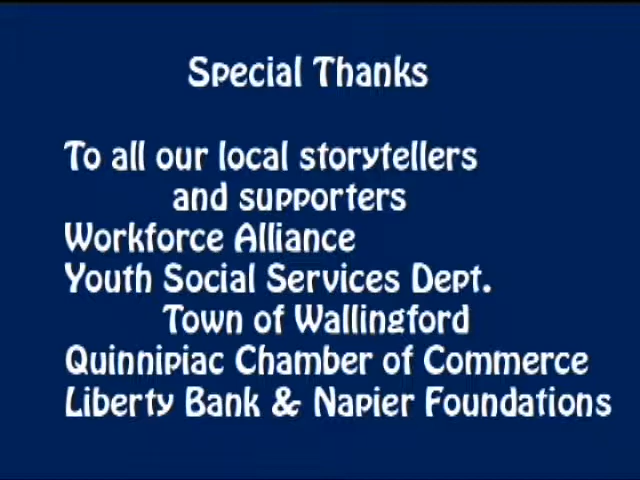 Special Thanks
To all our local storytellers
and supporters
Workforce Alliance
Youth Social Services Dept.
Town of Wallingford
Quinnipiac Chamber of Commerce
Liberty Bank & Napier Foundations